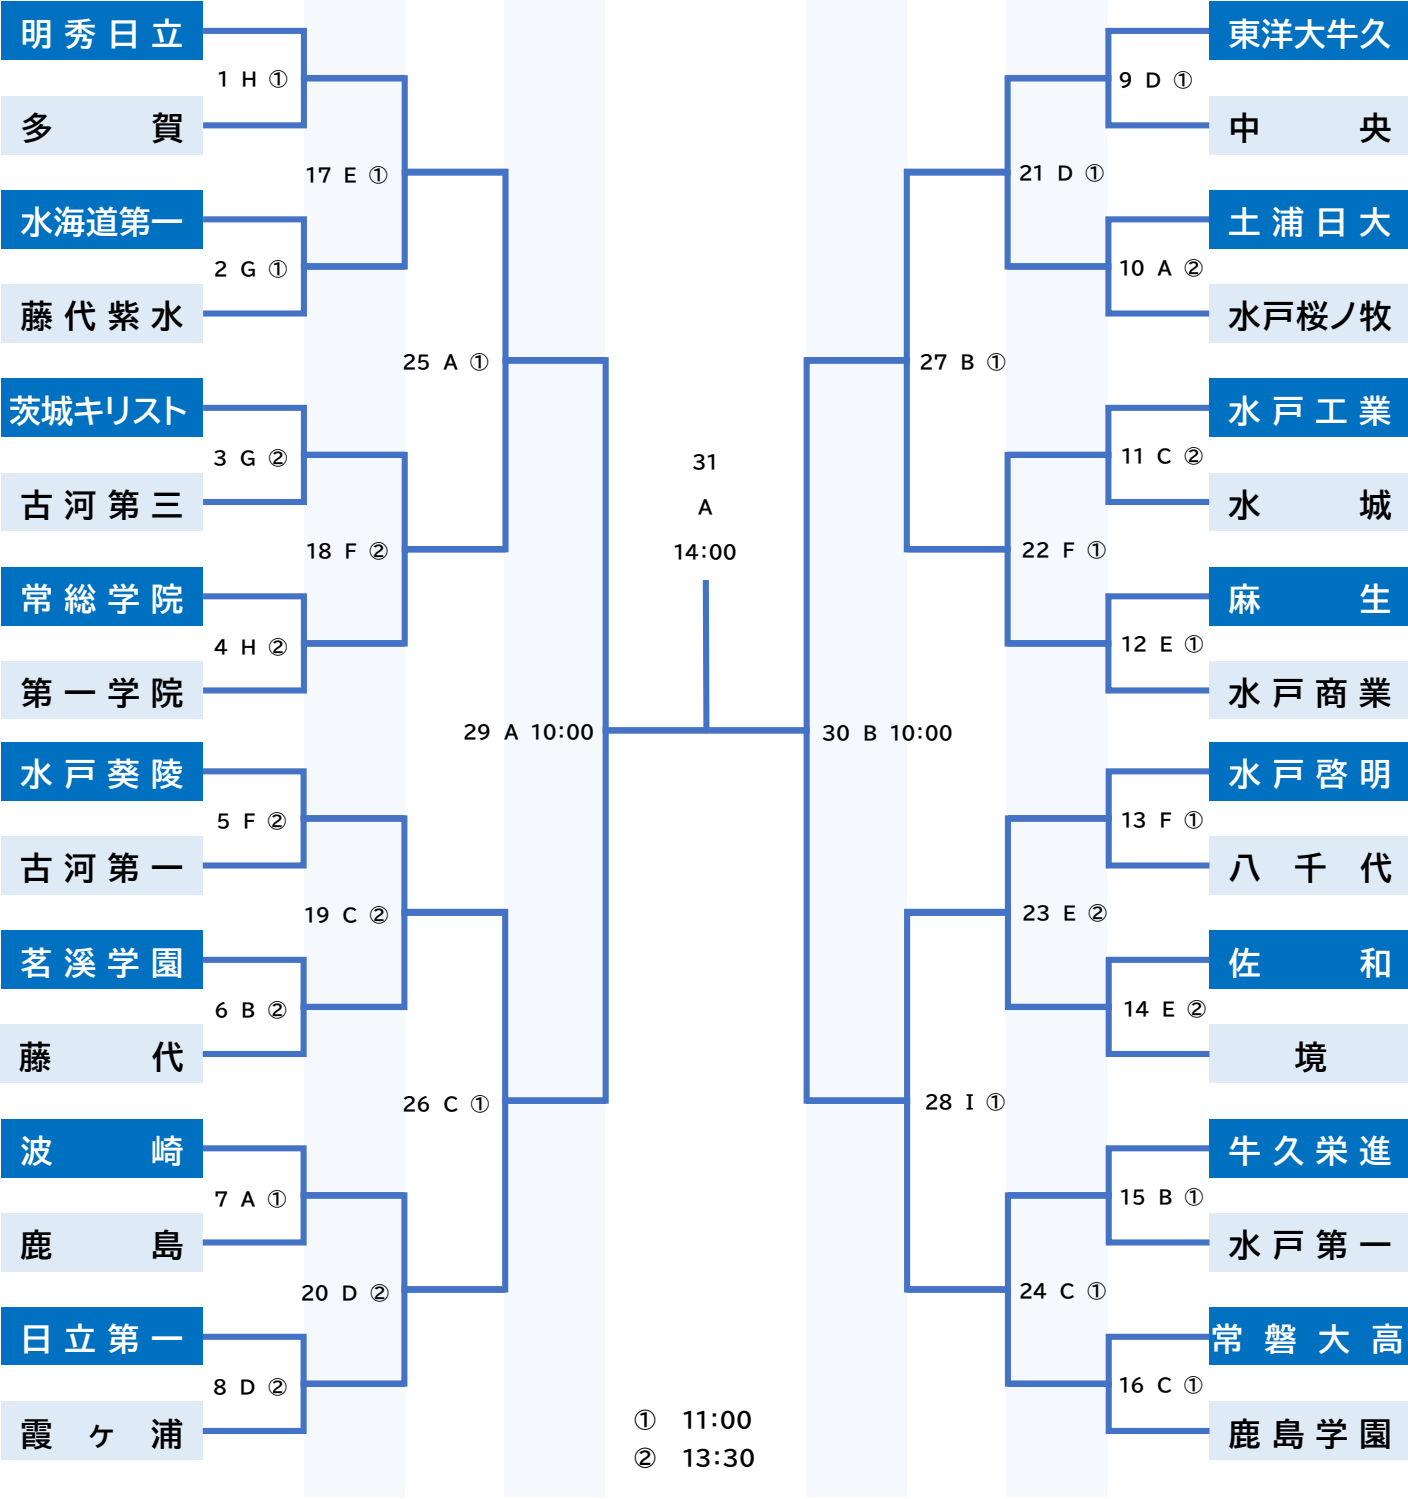 明秀日立
1 H ①
多賀
17 E ①
水海道第一
2 G ①
藤代紫水
25 A ①
茨城キリスト
3 G ②
古河第三
18 F ②
常総学院
4 H ②
第一学院
29 A 10:00
水戸葵陵
5 F ②
古河第一
19 C ②
茗溪学園
6 B ②
藤代
26 C ①
波崎
7 A ①
鹿島
20 D ②
日立第一
8 D ②
霞ヶ浦
31
A
14:00
① 11:00
② 13:30
東洋大牛久
9 D ①
中央
21 D ①
土浦日大
10 A ②
水戸桜ノ牧
27 B ①
水戸工業
11 C ②
水城
22 F ①
麻生
12 E ①
水戸商業
30 B 10:00
水戸啓明
13 F ①
八千代
23 E ②
佐和
14 E ②
境
28 I ①
牛久栄進
15 B ①
水戸第一
24 C ①
常磐大高
16 C ①
鹿島学園